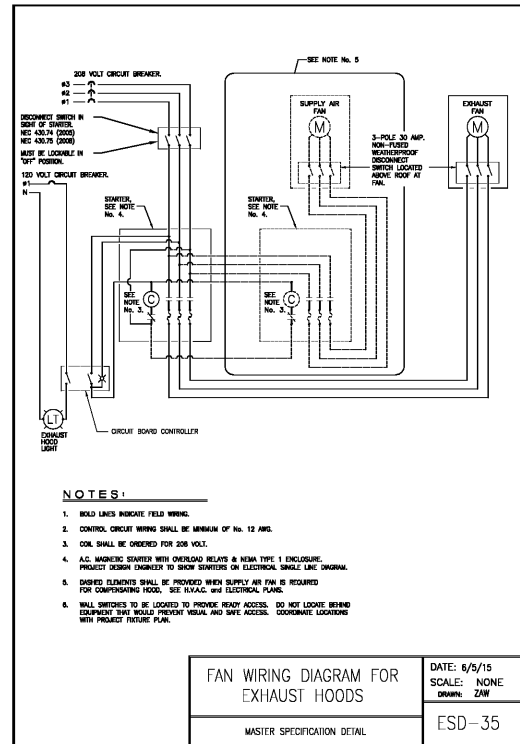 SEE NOTE No. 5
208 VOLT CIRCUIT BREAKER.
#3
#2
#1
DISCONNECT SWITCH IN
SIGHT OF STARTER.
NEC 430.74 (2005)
NEC 430.75 (2008)
MUST BE LOCKABLE IN
"OFF" POSITION.
120 VOLT CIRCUIT BREAKER.
#1
N
SUPPLY AIR
FAN
M
EXHAUST
FAN
M
3-POLE 30 AMP.
NON-FUSED
WEATHERPROOF
DISCONNECT
SWITCH LOCATED
ABOVE ROOF AT
FAN.
STARTER,
SEE NOTE
No. 4.
STARTER,
SEE NOTE
No. 4.
SEE
NOTE
No. 3.
C
SEE
NOTE
No. 3.
C
LT
EXHAUST
HOOD
LIGHT
CIRCUIT BOARD CONTROLLER
NOTES:
1. BOLD LINES INDICATE FIELD WIRING.
2. CONTROL CIRCUIT WIRING SHALL BE MINIMUM OF No. 12 AWG.
3. COIL SHALL BE ORDERED FOR 208 VOLT.
4. A.C. MAGNETIC STARTER WITH OVERLOAD RELAYS & NEMA TYPE 1 ENCLOSURE.
PROJECT DESIGN ENGINEER TO SHOW STARTERS ON ELECTRICAL SINGLE LINE DIAGRAM.
5. DASHED ELEMENTS SHALL BE PROVIDED WHEN SUPPLY AIR FAN IS REQUIRED
FOR COMPENSATING HOOD. SEE H.V.A.C. and ELECTRICAL PLANS.
6. WALL SWITCHES TO BE LOCATED TO PROVIDE READY ACCESS. DO NOT LOCATE BEHIND
EQUIPMENT THAT WOULD PREVENT VISUAL AND SAFE ACCESS. COORDINATE LOCATIONS
WITH PROJECT FIXTURE PLAN.
FAN WIRING DIAGRAM FOR
EXHAUST HOODS
MASTER SPECIFICATION DETAIL
DATE: 6/5/15
SCALE: NONE
DRAWN: ZAW
ESD-35